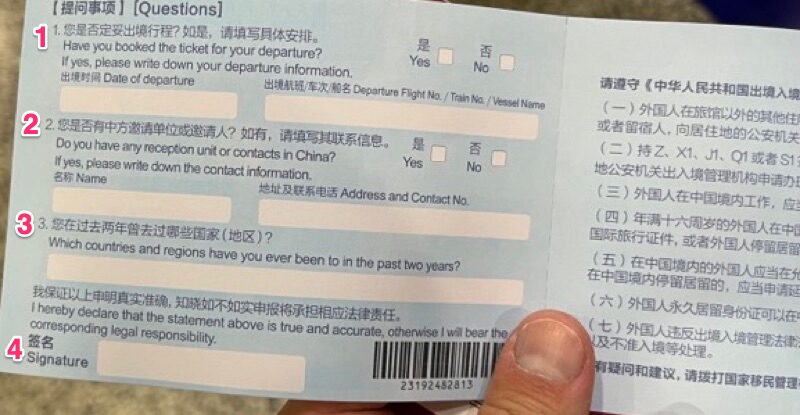 【提问事项】[Questions]
1
1. 您是否定妥出境行程？如是，请填写具体安排。
是 否
Have you booked the ticket for your departure?
Yes No
If yes, please write down your departure information.
出境时间 Date of departure
出境航班/车次/船名 Departure Flight No. / Train No. / Vessel Name
2
2. 您是否有中方邀请单位或邀请人？如有，请填写其联系信息。
是 否
Do you have any reception unit or contacts in China?
Yes No
If yes, please write down the contact information.
名称 Name
地址及联系电话 Address and Contact No.
3
3. 您在过去两年曾去过哪些国家（地区）？
Which countries and regions have you ever been to in the past two years?
我保证以上申明真实准确，知晓如不如实申报将承担相应法律责任。
I hereby declare that the statement above is true and accurate, otherwise I will bear the
corresponding legal responsibility.
4
签名
Signature
23192482813
请遵守《中华人民共和国出境入境
（一）外国人在旅馆以外的其他住
或者留宿人，向居住地的公安机关
（二）持 Z、X1、J1、Q1 或者 S1
地公安机关出入境管理机构申请办
（三）外国人在中国境内工作，应
（四）年满十六周岁的外国人在中
国际旅行证件，或者外国人停留居留
（五）在中国境内的外国人应当在
在中国境内停留居留的，应当申请延
（六）外国人永久居留身份证可以在
（七）外国人违反出境入境管理法
以及不准入境等处理。
有疑问和建议，请拨打国家移民管理